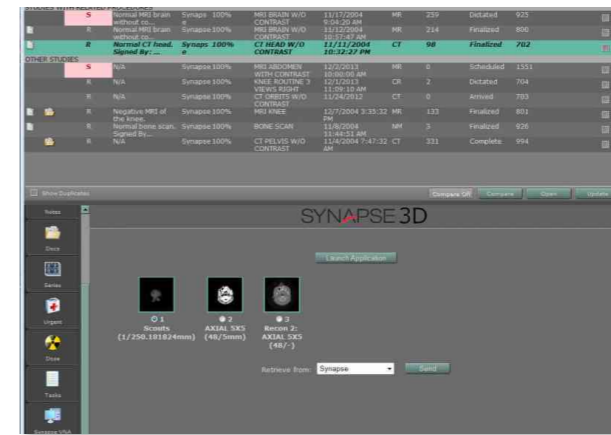 STUDIES WITH RELATED PROCEDURES
S Normal MRI brain without co... Synapse 100% MRI BRAIN W/O CONTRAST 11/17/2004 9:04:20 AM MR 259 Dictated 925
R Normal MRI brain without co... Synapse 100% MRI BRAIN W/O CONTRAST 11/12/2004 10:37:47 AM MR 214 Finalized 800
R Normal CT head. Signed By: ... Synapse 100% CT HEAD W/O CONTRAST 11/11/2004 10:32:27 PM CT 98 Finalized 782
OTHER STUDIES
S N/A Synapse 100% MRI ABDOMEN WITH CONTRAST 12/2/2013 10:00:00 AM MR 0 Scheduled 1551
R N/A Synapse 100% KNEE ROUTINE 3 VIEWS RIGHT 12/1/2013 11:09:10 AM CR 2 Dictated 704
R N/A Synapse 100% CT ORBITS W/O CONTRAST 11/24/2012 CT 0 Arrived 703
R Negative MRI of the knee. Synapse 100% MRI KNEE 12/7/2004 3:35:32 PM MR 133 Finalized 801
R Normal bone scan. Signed By... Synapse 100% BONE SCAN 11/8/2004 11:44:51 AM NM 5 Finalized 926
R N/A Synapse 100% CT PELVIS W/O CONTRAST 11/4/2004 7:47:32 AM CT 331 Complete 994
Show Duplicates
Compare Off Compare Open Update
Notes
Docs
Series
Urgent
Dose
Tasks
Synapse VNA
SYNAPSE 3D
Launch Application
1 Scouts (1/250.101824mm)
2 AXIAL 5X5 (48/5mm)
3 Recon 2: AXIAL 5X5 (48/-)
Retrieve from: Synapse Send